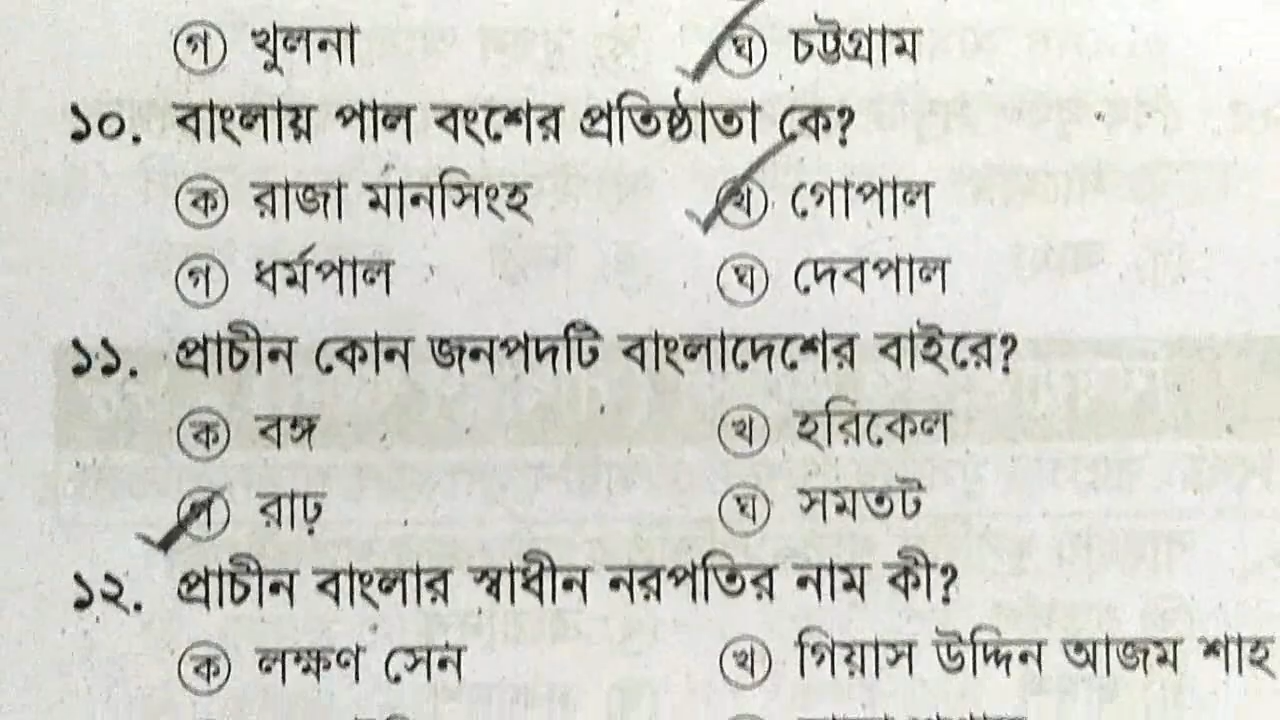 গ খুলনা ঘ চট্টগ্রাম
১০. বাংলায় পাল বংশের প্রতিষ্ঠাতা কে?
ক রাজা মানসিংহ খ গোপাল
গ ধর্মপাল ঘ দেবপাল
১১. প্রাচীন কোন জনপদটি বাংলাদেশের বাইরে?
ক বঙ্গ খ হরিকেল
গ রাঢ় ঘ সমতট
১২. প্রাচীন বাংলার স্বাধীন নরপতির নাম কী?
ক লক্ষণ সেন খ গিয়াস উদ্দিন আজম শাহ